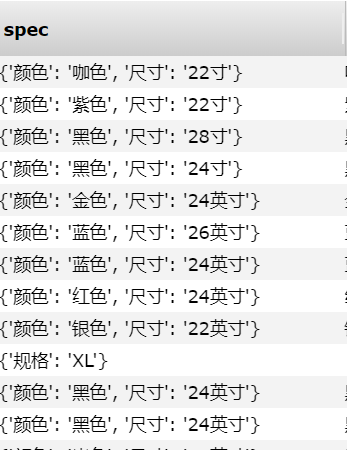 spec
{'颜色': '咖色', '尺寸': '22寸'}
{'颜色': '紫色', '尺寸': '22寸'}
{'颜色': '黑色', '尺寸': '28寸'}
{'颜色': '黑色', '尺寸': '24寸'}
{'颜色': '金色', '尺寸': '24英寸'}
{'颜色': '蓝色', '尺寸': '26英寸'}
{'颜色': '蓝色', '尺寸': '24英寸'}
{'颜色': '红色', '尺寸': '24英寸'}
{'颜色': '银色', '尺寸': '22英寸'}
{'规格': 'XL'}
{'颜色': '黑色', '尺寸': '24英寸'}
{'颜色': '黑色', '尺寸': '24英寸'}